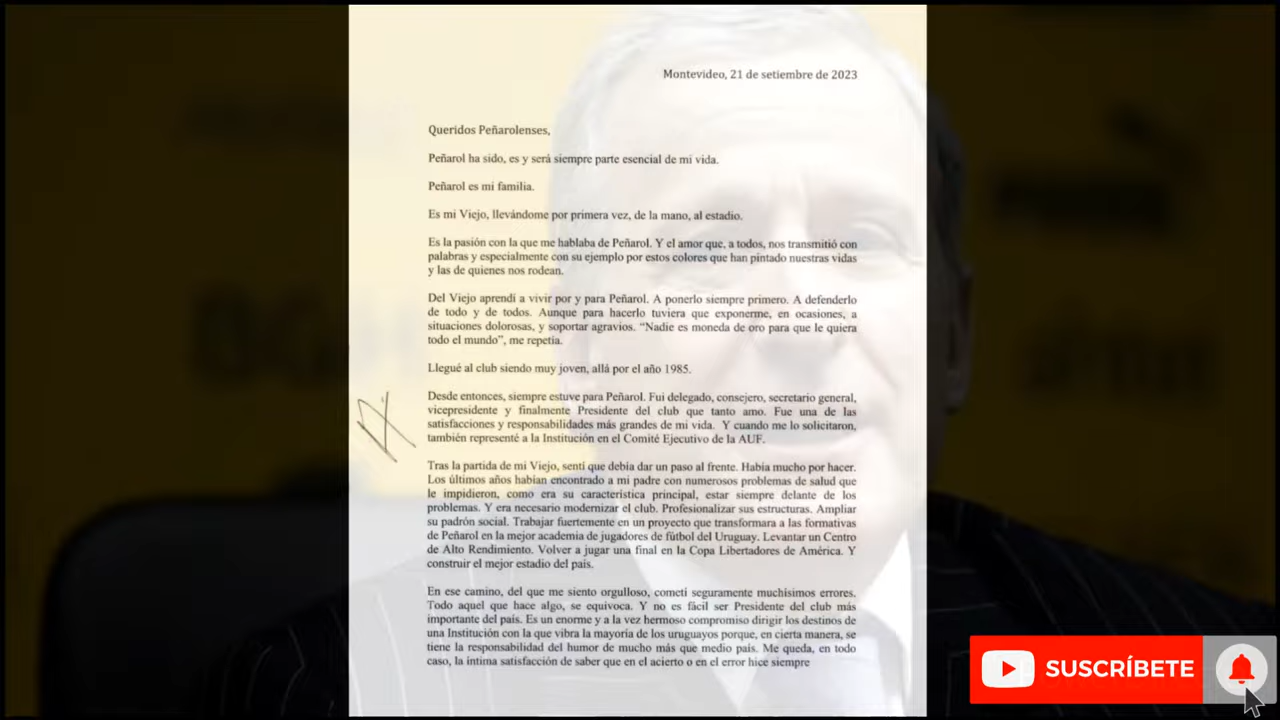 Montevideo, 21 de setiembre de 2023
Queridos Peñarolenses,
Peñarol ha sido, es y será siempre parte esencial de mi vida.
Peñarol es mi familia.
Es mi Viejo, llevándome por primera vez, de la mano, al estadio.
Es la pasión con la que me hablaba de Peñarol. Y el amor que, a todos, nos transmitió con
palabras y especialmente con su ejemplo por estos colores que han pintado nuestras vidas
y las de quienes nos rodean.
Del Viejo aprendí a vivir por y para Peñarol. A ponerlo siempre primero. A defenderlo
de todo y de todos. Aunque para hacerlo tuviera que exponerme, en ocasiones, a
situaciones dolorosas, y soportar agravios. “Nadie es moneda de oro para que le quiera
todo el mundo”, me repetía.
Llegué al club siendo muy joven, allá por el año 1985.
Desde entonces, siempre estuve para Peñarol. Fui delegado, consejero, secretario general,
vicepresidente y finalmente Presidente del club que tanto amo. Fue una de las
satisfacciones y responsabilidades más grandes de mi vida. Y cuando me lo solicitaron,
también representé a la Institución en el Comité Ejecutivo de la AUF.
Tras la partida de mi Viejo, sentí que debía dar un paso al frente. Había mucho por hacer.
Los últimos años habían encontrado a mi padre con numerosos problemas de salud que
le impidieron, como era su característica principal, estar siempre delante de los
problemas. Y era necesario modernizar el club. Profesionalizar sus estructuras. Ampliar
su padrón social. Trabajar fuertemente en un proyecto que transformara a las formativas
de Peñarol en la mejor academia de jugadores de fútbol del Uruguay. Levantar un Centro
de Alto Rendimiento. Volver a jugar una final en la Copa Libertadores de América. Y
construir el mejor estadio del país.
En ese camino, del que me siento orgulloso, cometí seguramente muchísimos errores.
Todo aquel que hace algo, se equivoca. Y no es fácil ser Presidente del club más
importante del país. Es un enorme y a la vez hermoso compromiso dirigir los destinos de
una Institución con la que vibra la mayoría de los uruguayos porque, en cierta manera, se
tiene la responsabilidad del humor de mucho más que medio país. Me queda, en todo
caso, la íntima satisfacción de saber que en el acierto o en el error hice siempre
SUSCRÍBETE